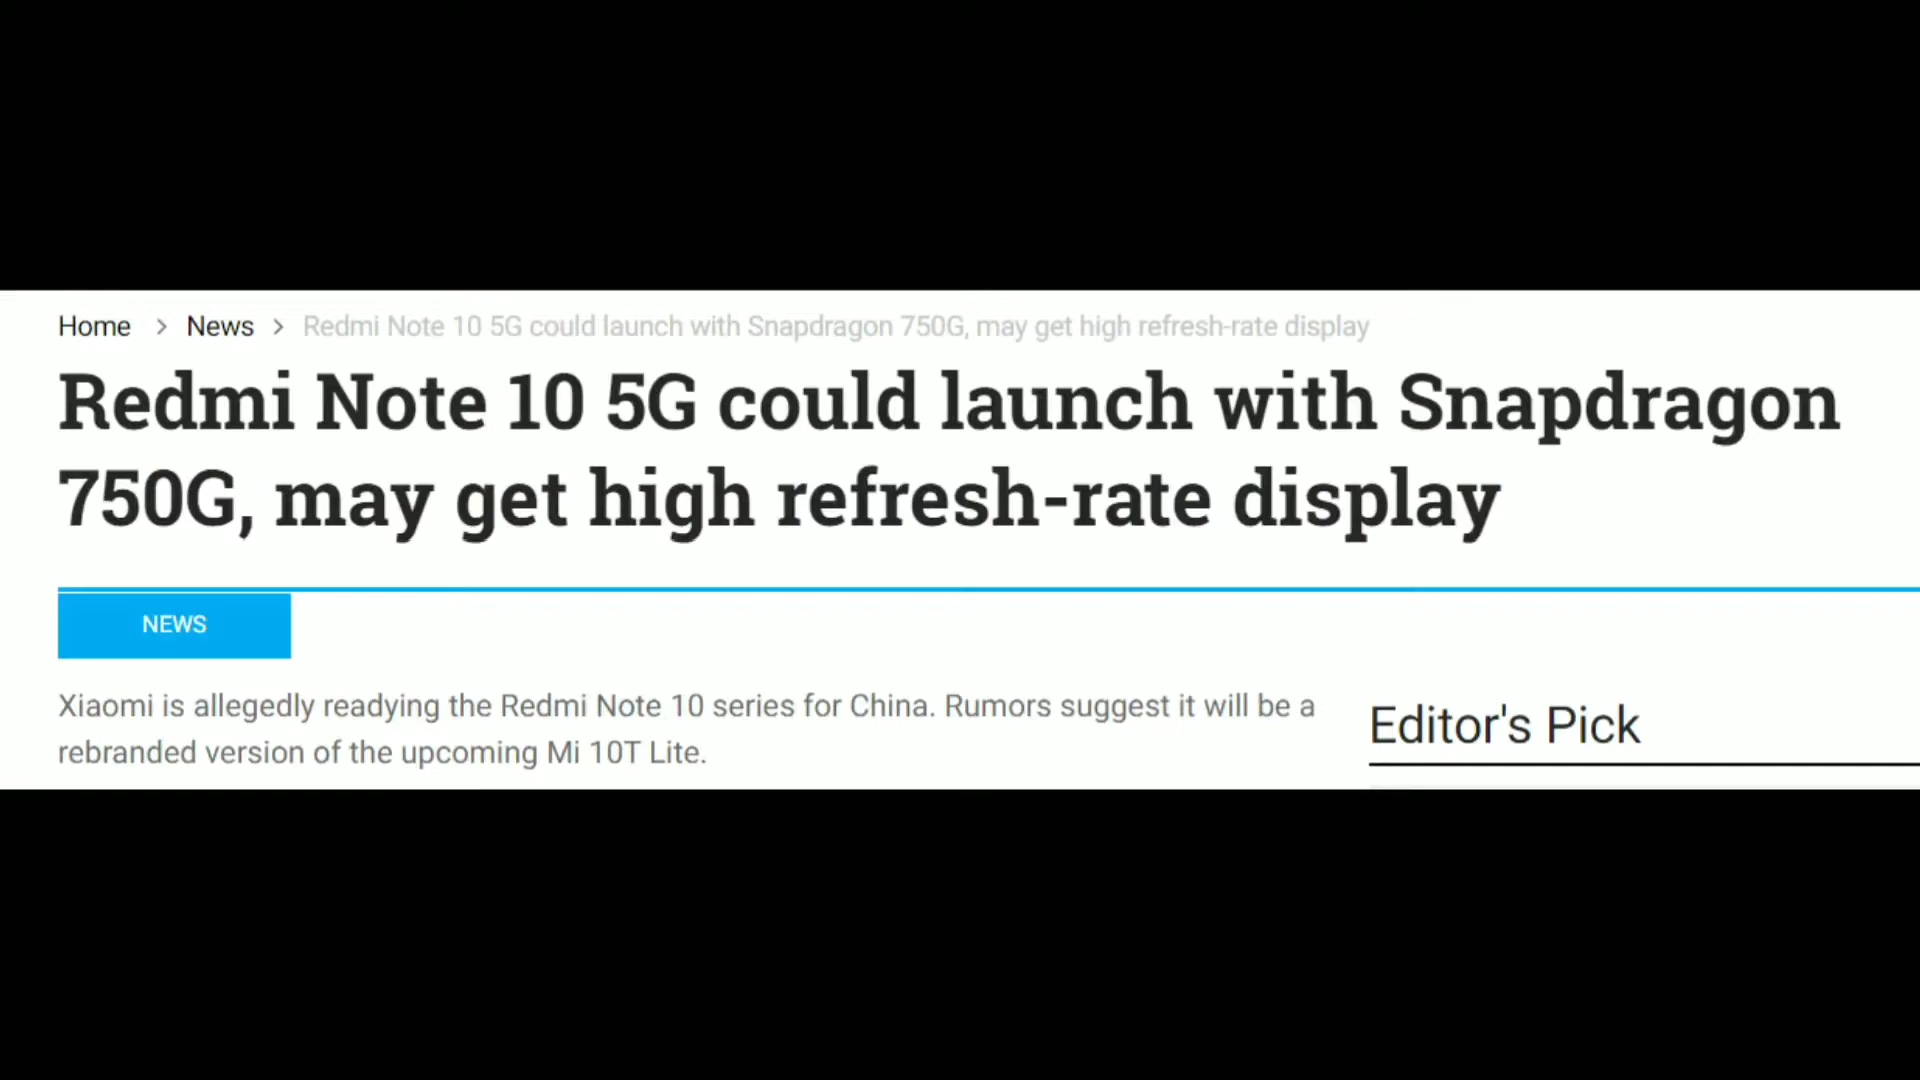 Home > News > Redmi Note 10 5G could launch with Snapdragon 750G, may get high refresh-rate display
Redmi Note 10 5G could launch with Snapdragon
750G, may get high refresh-rate display
NEWS
Xiaomi is allegedly readying the Redmi Note 10 series for China. Rumors suggest it will be a
rebranded version of the upcoming Mi 10T Lite.
Editor's Pick